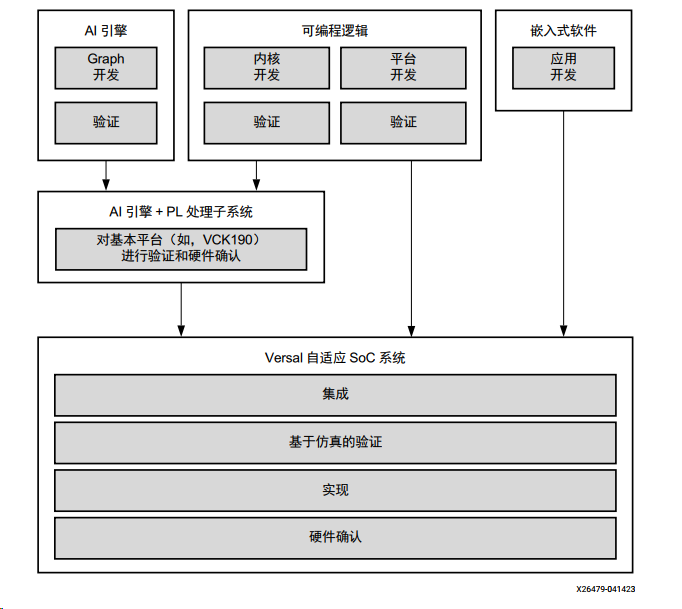 AI 引擎
Graph
开发
验证
可编程逻辑
内核
开发
平台
开发
验证
验证
嵌入式软件
应用
开发
AI 引擎 + PL 处理子系统
对基本平台（如，VCK190）
进行验证和硬件确认
Versal 自适应 SoC 系统
集成
基于仿真的验证
实现
硬件确认
X26479-041423